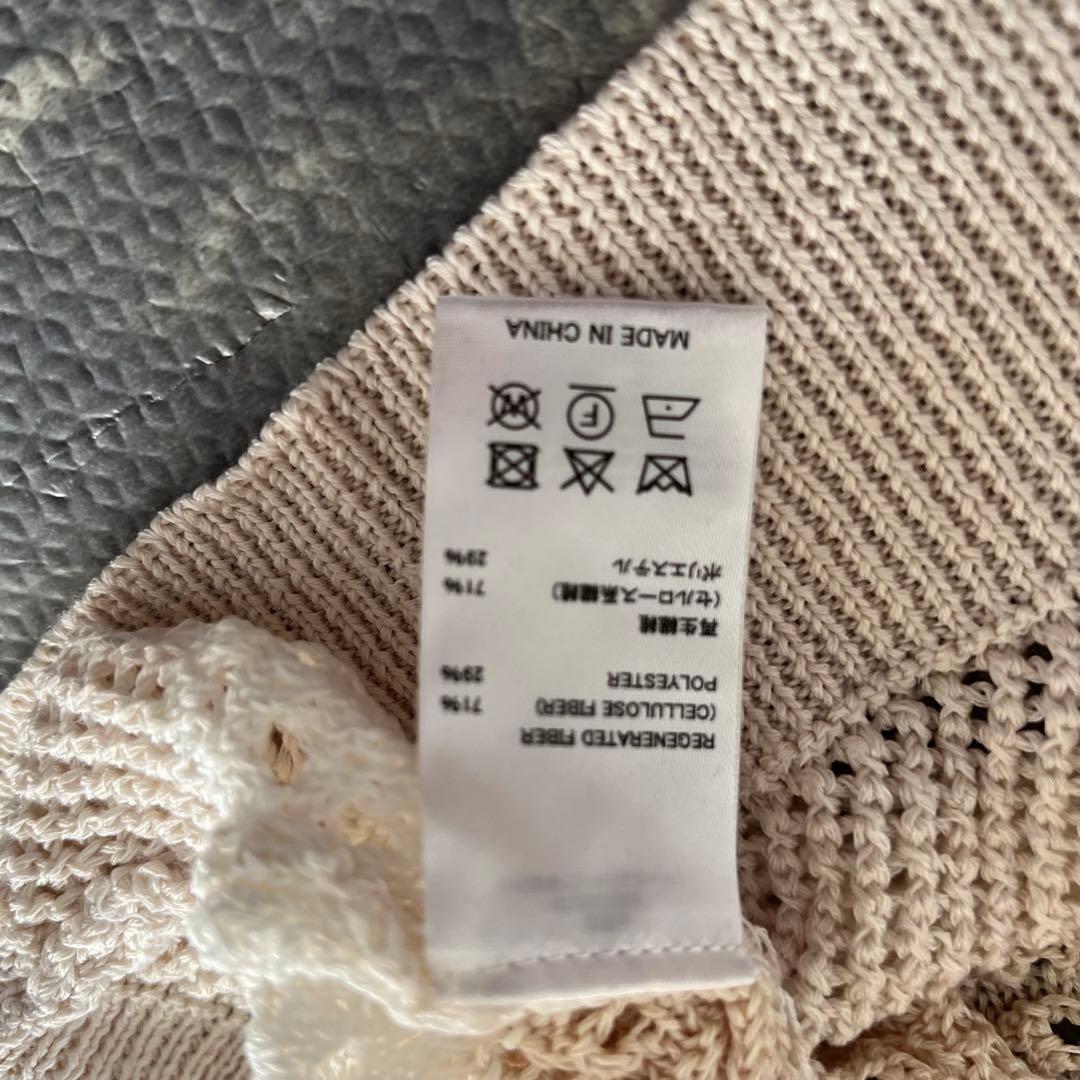 REGENERATED FIBER
(CELLULOSE FIBER) 71%
POLYESTER 29%
再生繊維
(セルロース系繊維) 71%
ポリエステル 29%
F
W
MADE IN CHINA